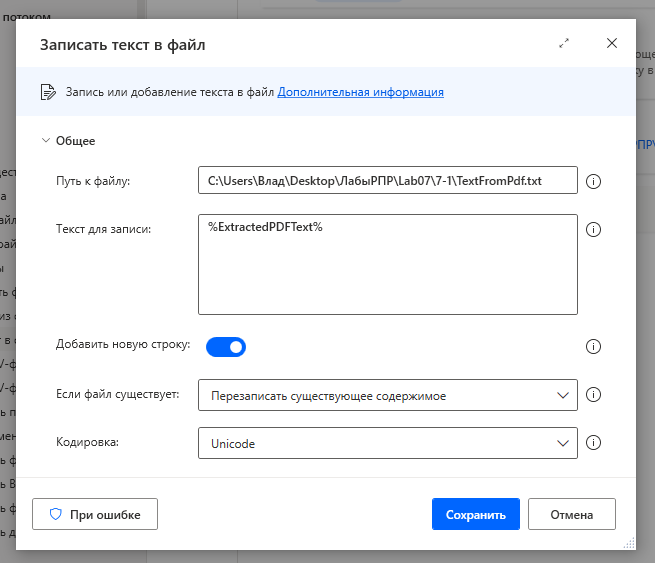 потоком
Записать текст в файл
Запись или добавление текста в файл Дополнительная информация
Общее
Путь к файлу:
C:\Users\Влад\Desktop\ЛабыРПР\Lab07\7-1\TextFromPdf.txt
Текст для записи:
%ExtractedPDFText%
Добавить новую строку:
Если файл существует:
Перезаписать существующее содержимое
Кодировка:
Unicode
При ошибке
Сохранить
Отмена